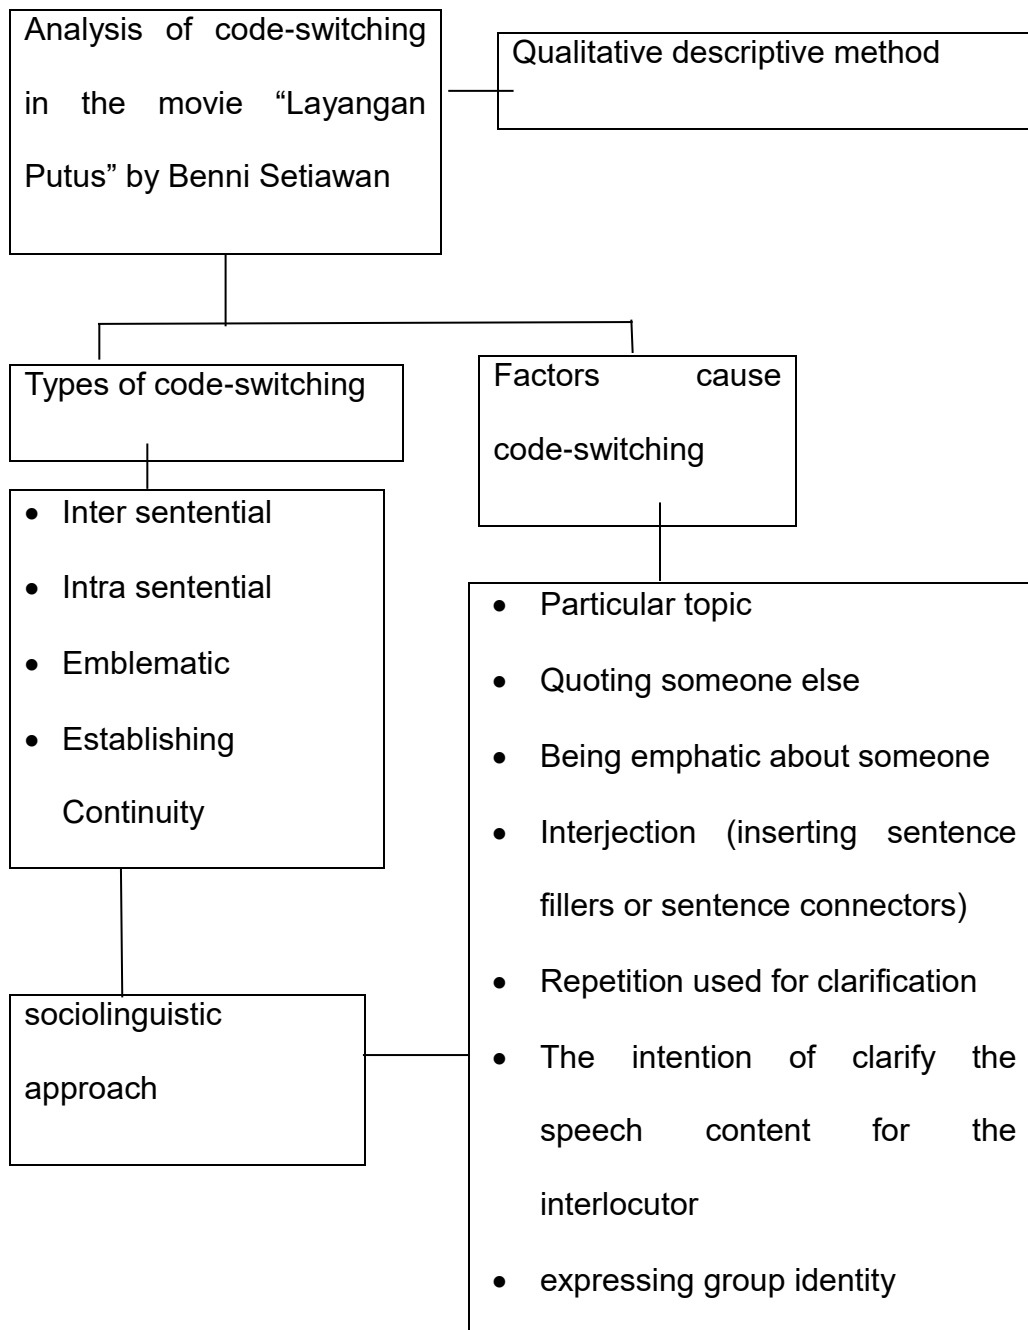 Analysis of code-switching
in the movie “Layangan
Putus” by Benni Setiawan
Qualitative descriptive method
Types of code-switching
Factors cause
code-switching
• Inter sentential
• Intra sentential
• Emblematic
• Establishing
Continuity
• Particular topic
• Quoting someone else
• Being emphatic about someone
• Interjection (inserting sentence
fillers or sentence connectors)
• Repetition used for clarification
• The intention of clarify the
speech content for the
interlocutor
• expressing group identity
sociolinguistic
approach